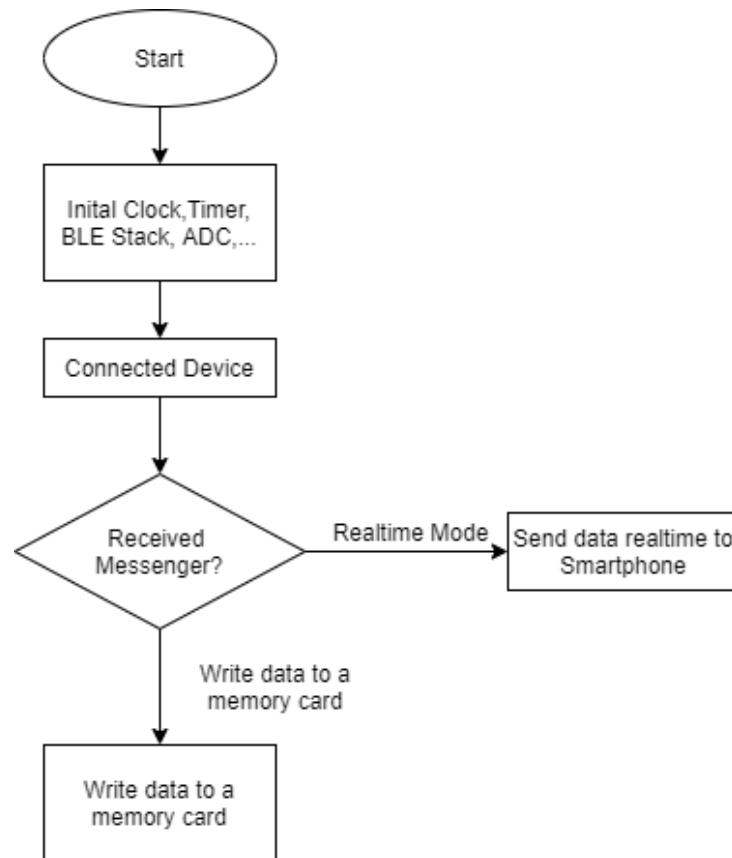 Start
Inital Clock,Timer,
BLE Stack, ADC,...
Connected Device
Received
Messenger?
Realtime Mode
Send data realtime to
Smartphone
Write data to a
memory card
Write data to a
memory card